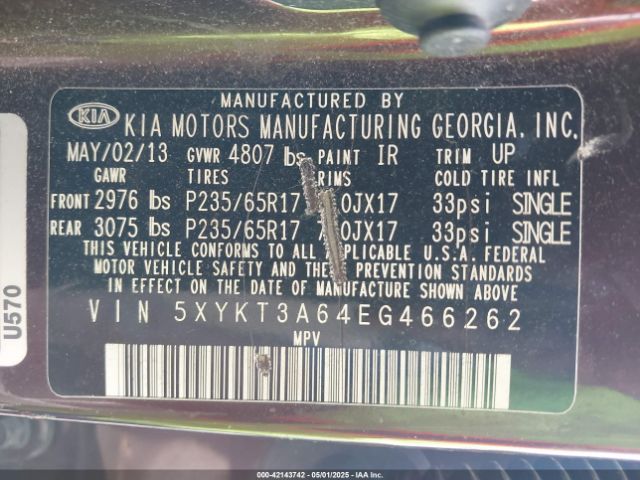 MANUFACTURED BY
KIA KIA MOTORS MANUFACTURING GEORGIA, INC.
MAY/02/13 GVWR 4807 lbs PAINT IR TRIM UP
GAWR TIRES RIMS COLD TIRE INFL
FRONT 2976 lbs P235/65R17 0JX17 33psi SINGLE
REAR 3075 lbs P235/65R17 0JX17 33psi SINGLE
THIS VEHICLE CONFORMS TO ALL APPLICABLE U.S.A. FEDERAL
MOTOR VEHICLE SAFETY AND THEFT PREVENTION STANDARDS
IN EFFECT ON THE DATE OF MANUFACTURE SHOWN ABOVE
VIN 5XYKT3A64EG466262
MPV
U570
000-42143742 - 05/01/2025 - IAA, Inc.